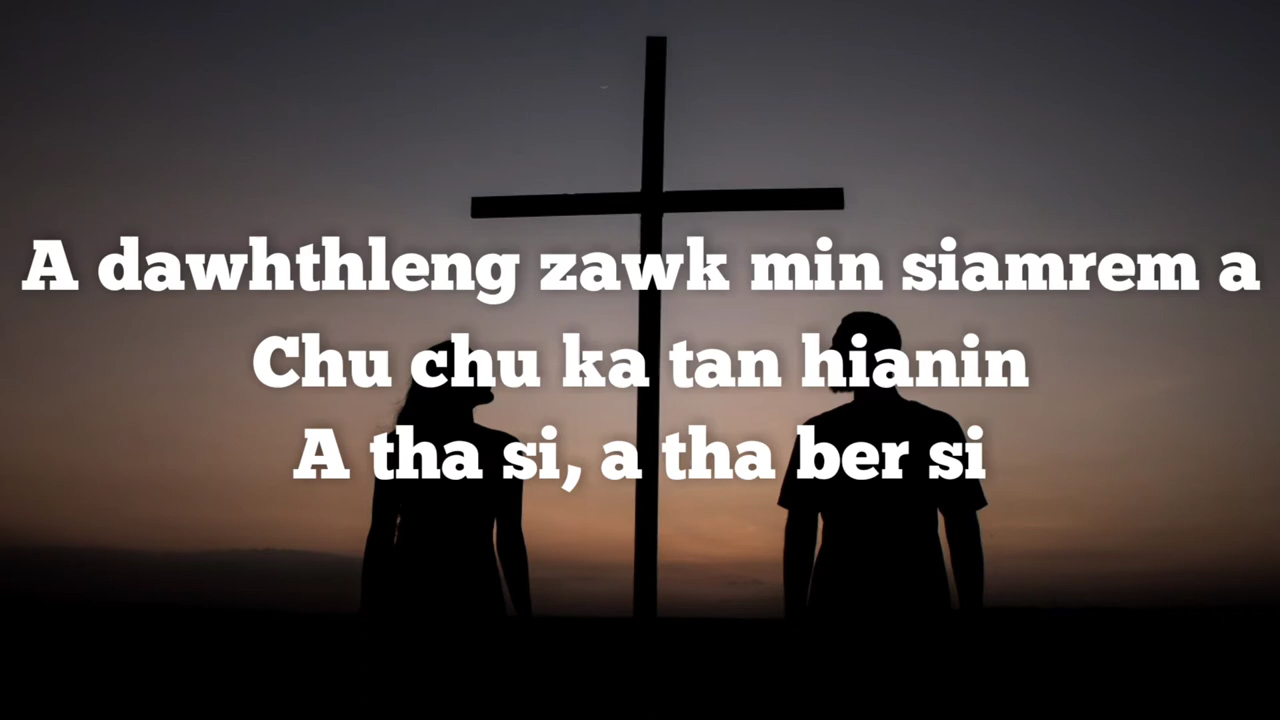 A dawhthleng zawk min siamrem a
Chu chu ka tan hianin
A tha si, a tha ber si